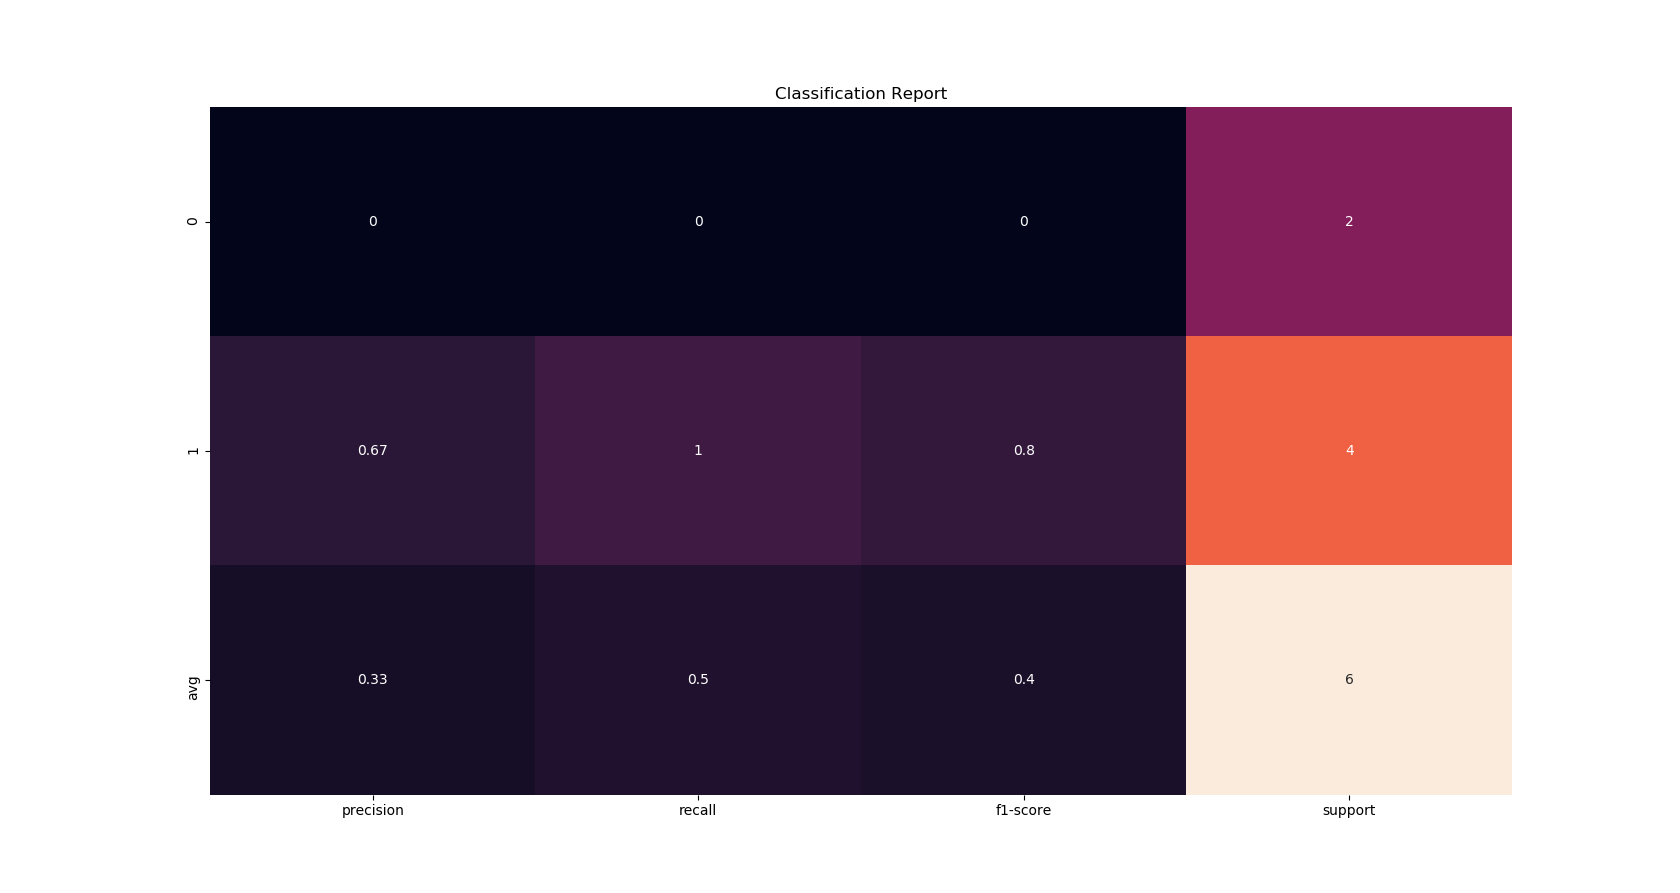 Classification Report
0 0 0 0 2
1 0.67 1 0.8 4
avg 0.33 0.5 0.4 6
precision recall f1-score support